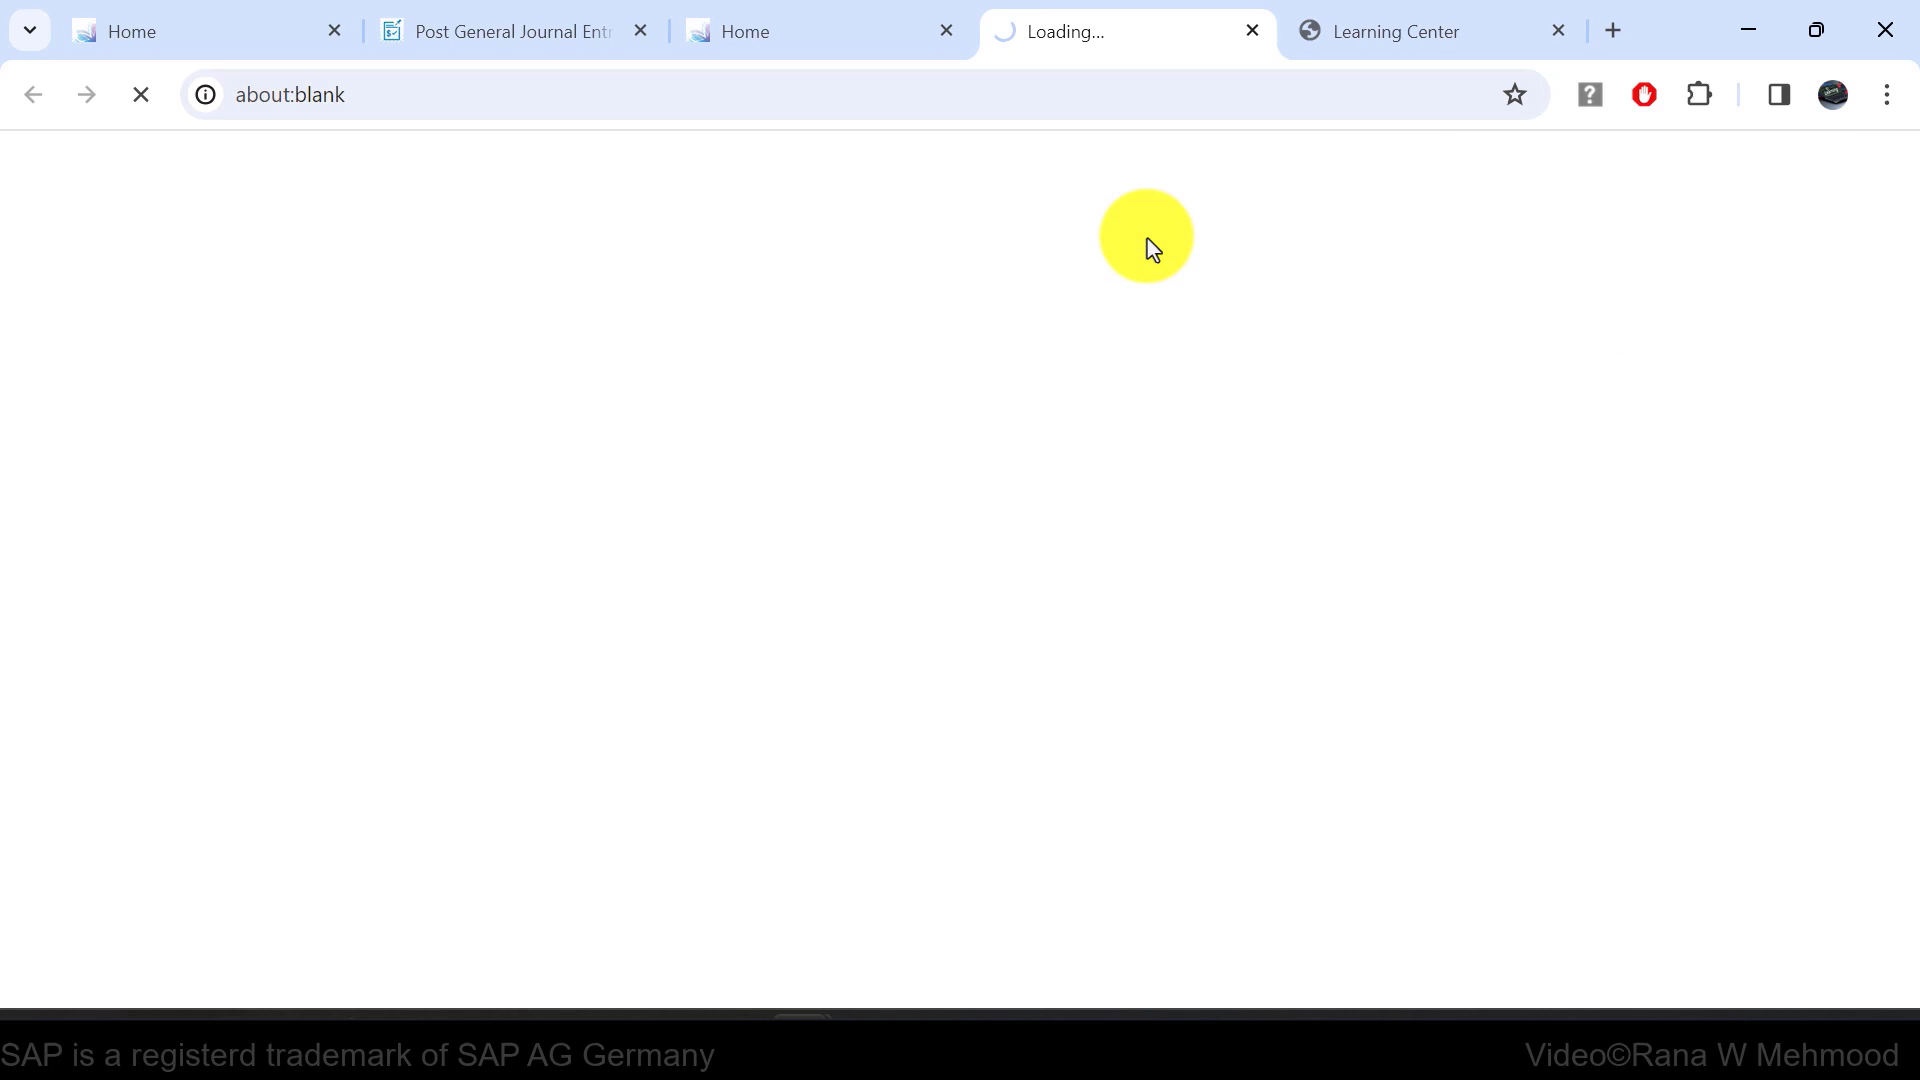 Home
Post General Journal Entr
Home
Loading...
Learning Center
about:blank
SAP is a registerd trademark of SAP AG Germany
Video©Rana W Mehmood